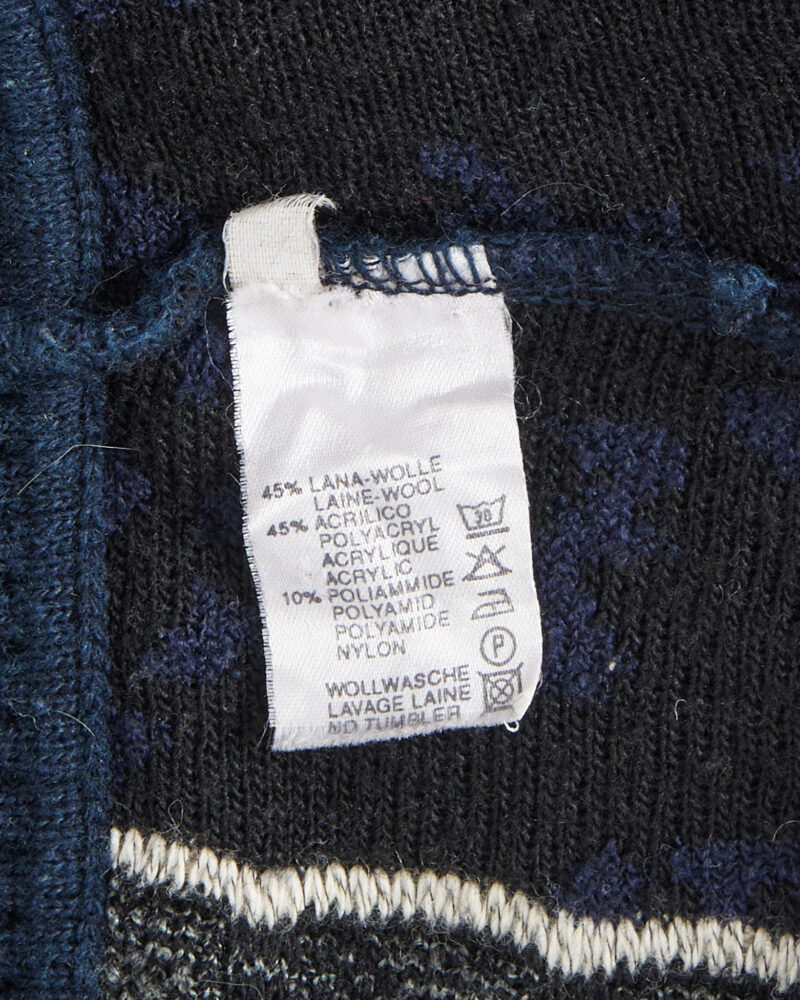 45% LANA-WOLLE
LAINE-WOOL
45% ACRILICO
POLYACRYL
ACRYLIQUE
ACRYLIC
10% POLIAMMIDE
POLYAMID
POLYAMIDE
NYLON
30
P
WOLLWASCHE
LAVAGE LAINE
NO TUMBLER